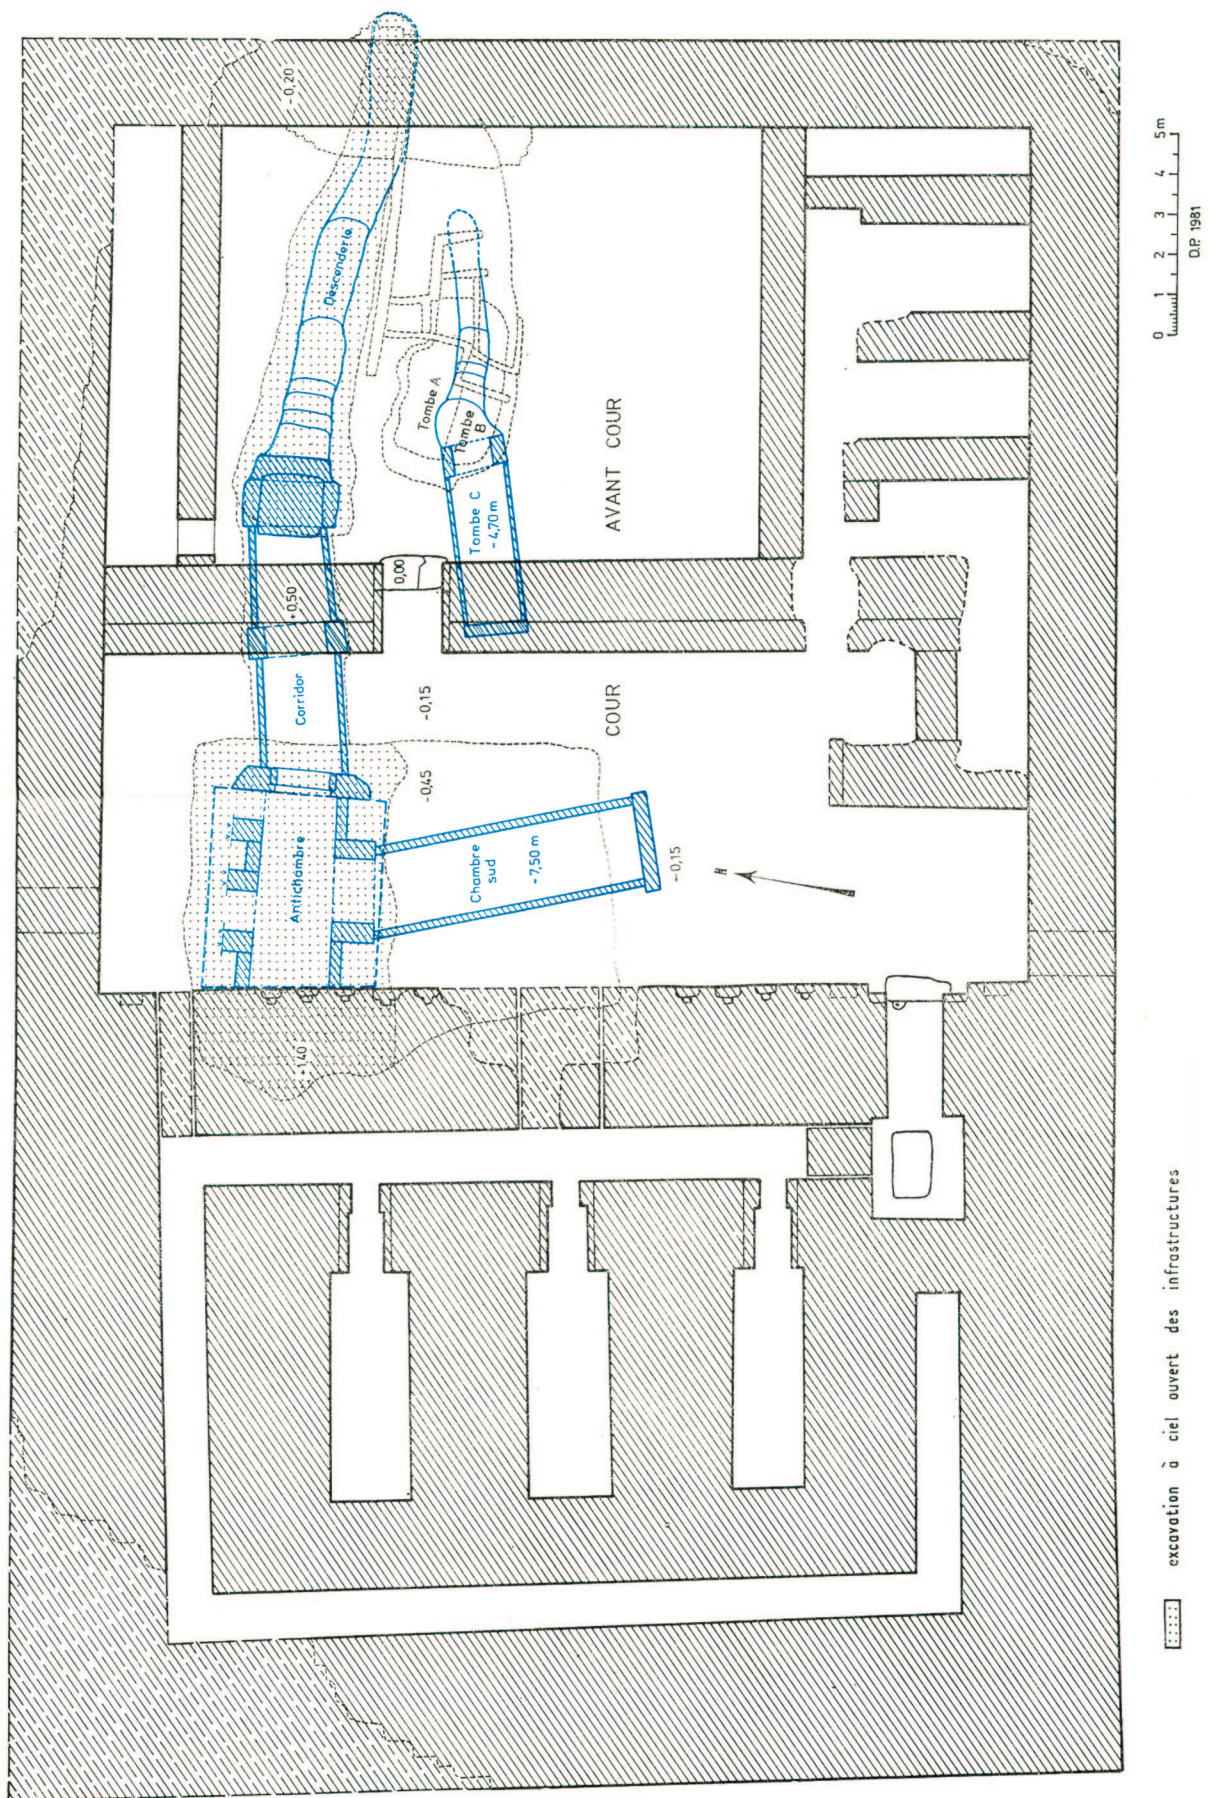 -0,20
Descenderie
Tombe A
Tombe
B
Tombe C
-4,70 m
AVANT COUR
0,00
+0,50
Corridor
-0,15
COUR
-0,45
Antichambre
Chambre
sud
-7,50 m
-0,15
N
1,40
0 1 2 3 4 5m
D.P. 1981
excavation à ciel ouvert des infrastructures